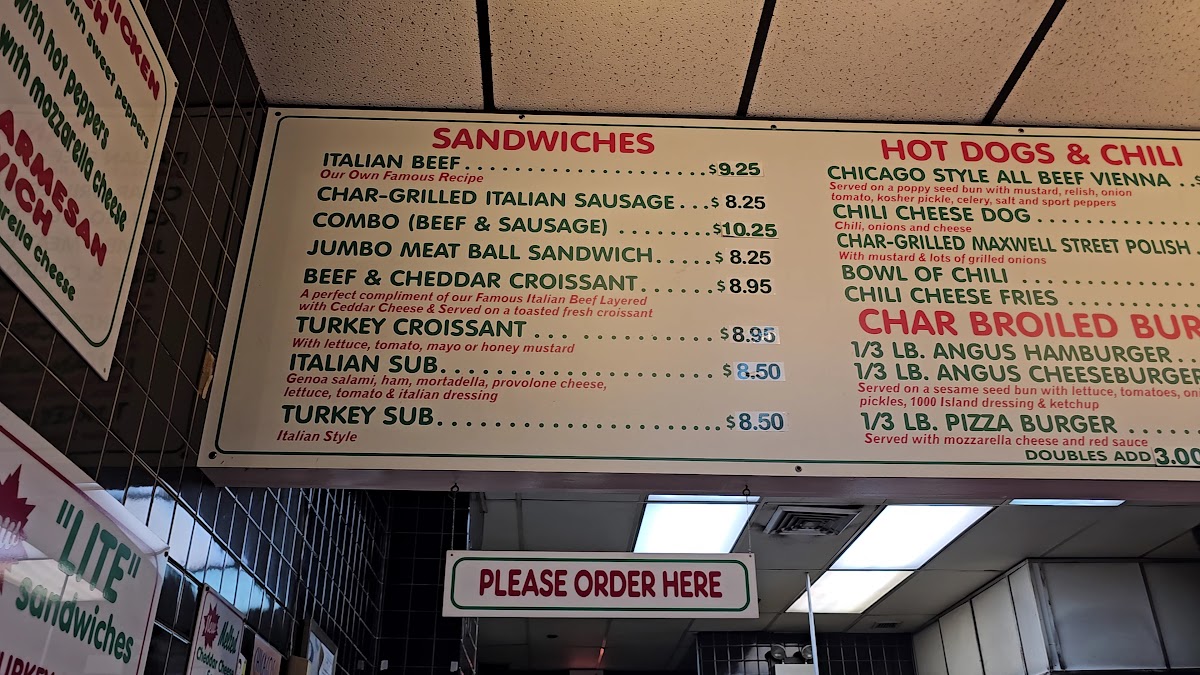 HICKEN
with sweet peppers
with hot peppers
with mozzarella cheese
ARMESAN
WICH
arella cheese
"LITE"
sandwiches
Melts
Cheddar Cheese
SANDWICHES
ITALIAN BEEF.......................... $9.25
Our Own Famous Recipe
CHAR-GRILLED ITALIAN SAUSAGE ... $ 8.25
COMBO (BEEF & SAUSAGE) ........ $10.25
JUMBO MEAT BALL SANDWICH..... $ 8.25
BEEF & CHEDDAR CROISSANT....... $ 8.95
A perfect compliment of our Famous Italian Beef Layered
with Ceddar Cheese & Served on a toasted fresh croissant
TURKEY CROISSANT ................ $ 8.95
With lettuce, tomato, mayo or honey mustard
ITALIAN SUB.......................... $ 8.50
Genoa salami, ham, mortadella, provolone cheese,
lettuce, tomato & italian dressing
TURKEY SUB.......................... $8.50
Italian Style
HOT DOGS & CHILI
CHICAGO STYLE ALL BEEF VIENNA ..$
Served on a poppy seed bun with mustard, relish, onion
tomato, kosher pickle, celery, salt and sport peppers
CHILI CHEESE DOG ................
Chili, onions and cheese
CHAR-GRILLED MAXWELL STREET POLISH .
With mustard & lots of grilled onions
BOWL OF CHILI ..................
CHILI CHEESE FRIES .............
CHAR BROILED BUR
1/3 LB. ANGUS HAMBURGER...
1/3 LB. ANGUS CHEESEBURGER
Served on a sesame seed bun with lettuce, tomatoes, on
pickles, 1000 Island dressing & ketchup
1/3 LB. PIZZA BURGER .......
Served with mozzarella cheese and red sauce
DOUBLES ADD 3.00
PLEASE ORDER HERE